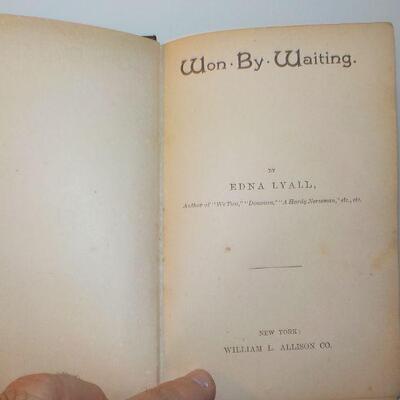 Won · By · Waiting.
BY
EDNA LYALL,
Author of "We Two," "Donovan," "A Hardy Norseman," etc., etc.
NEW YORK:
WILLIAM L. ALLISON CO.